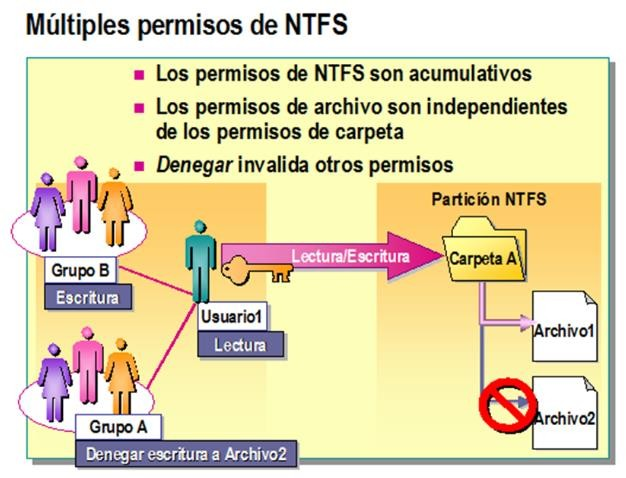 Múltiples permisos de NTFS
Los permisos de NTFS son acumulativos
Los permisos de archivo son independientes
de los permisos de carpeta
Denegar invalida otros permisos
Partición NTFS
Lectura/Escritura
Carpeta A
Grupo B
Escritura
Usuario1
Lectura
Archivo1
Archivo2
Grupo A
Denegar escritura a Archivo2